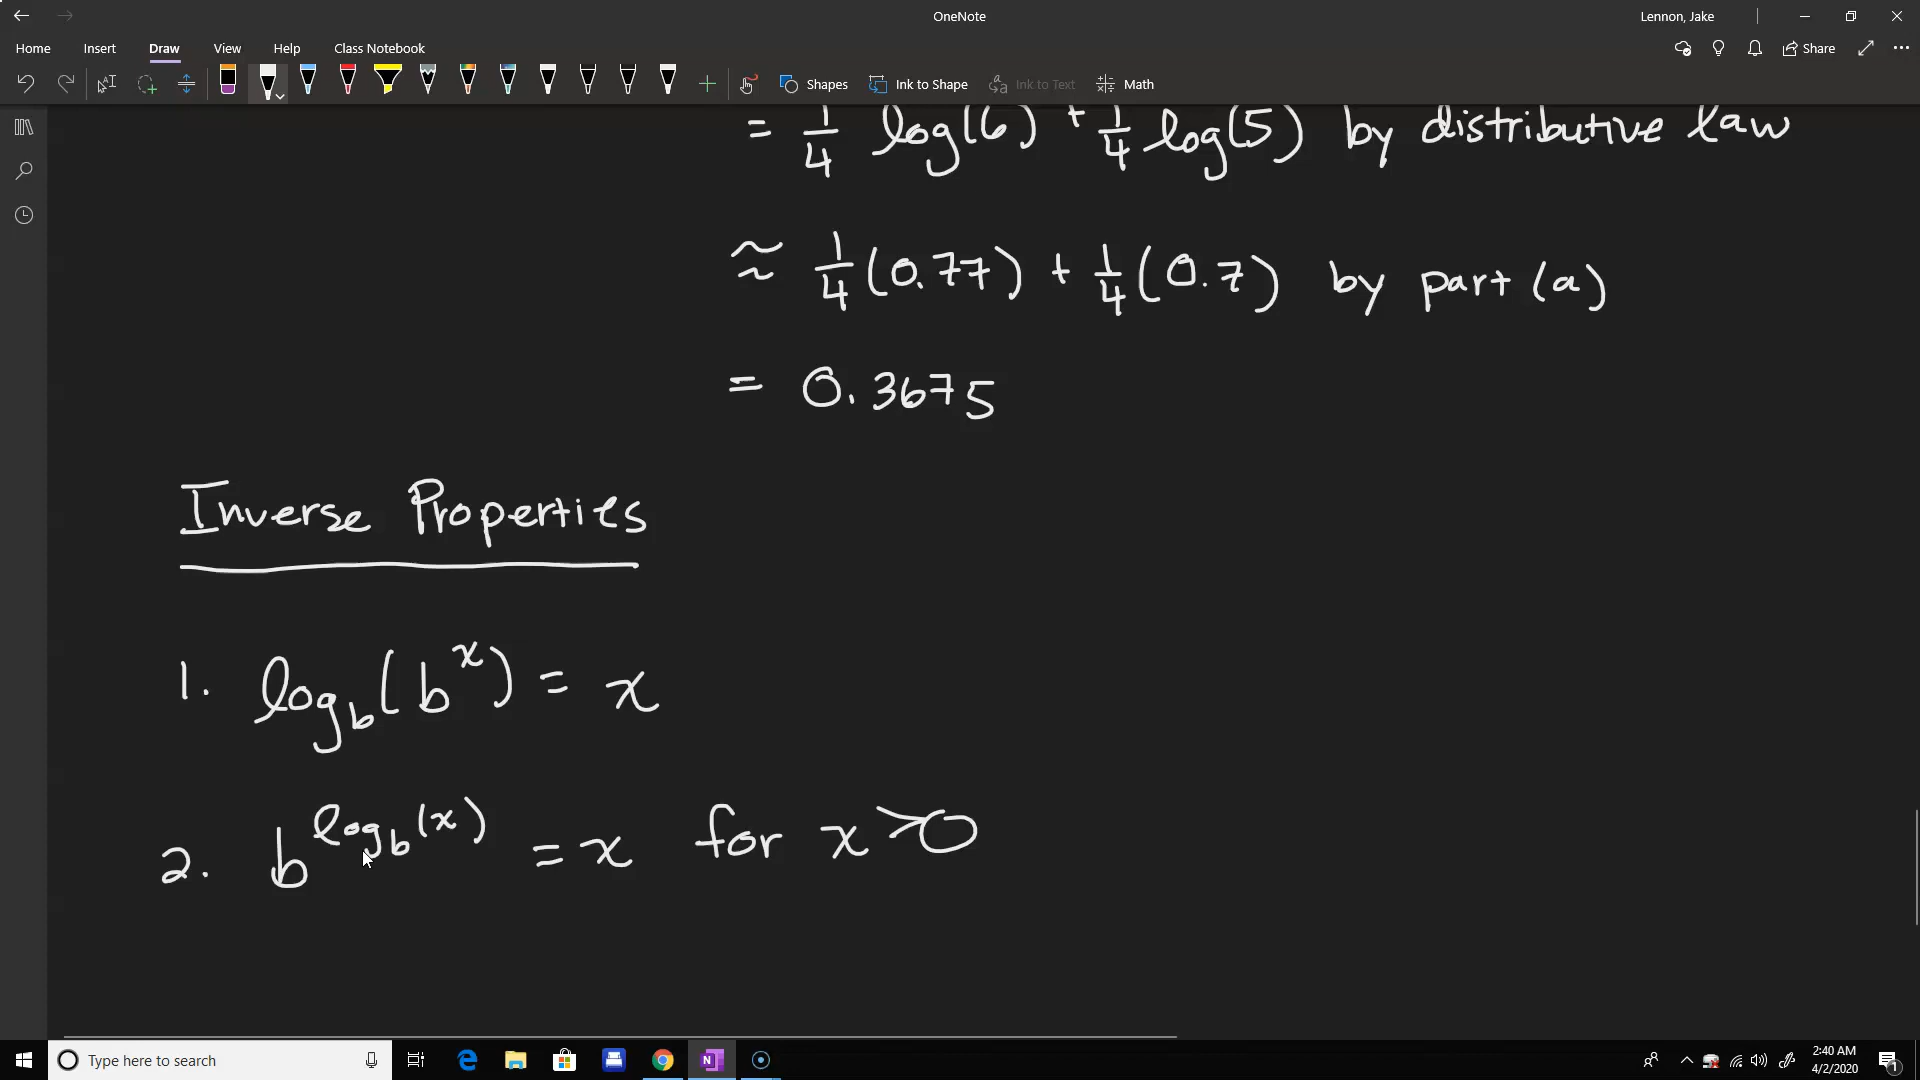 OneNote
Lennon, Jake
Home Insert Draw View Help Class Notebook
Share
Shapes Ink to Shape Ink to Text Math
= 1/4 log(6) + 1/4 log(5) by distributive law
≈ 1/4 (0.77) + 1/4 (0.7) by part (a)
= 0.3675
Inverse Properties
1. log_b(b^x) = x
2. b^(log_b(x)) = x for x>0
Type here to search
2:40 AM
4/2/2020